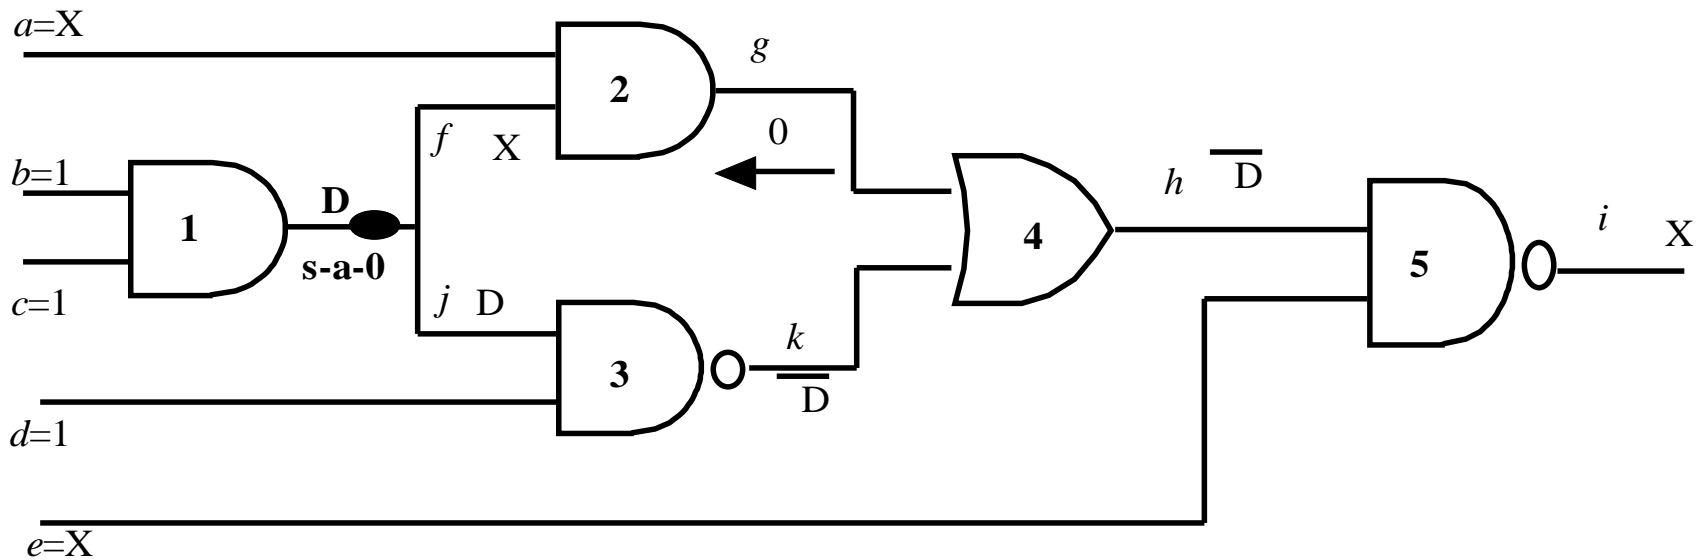 a=X
g
2
0
f X
b=1
D
1
s-a-0
c=1
h D̅
4
i X
5
j D
k
D̅
3
d=1
e=X